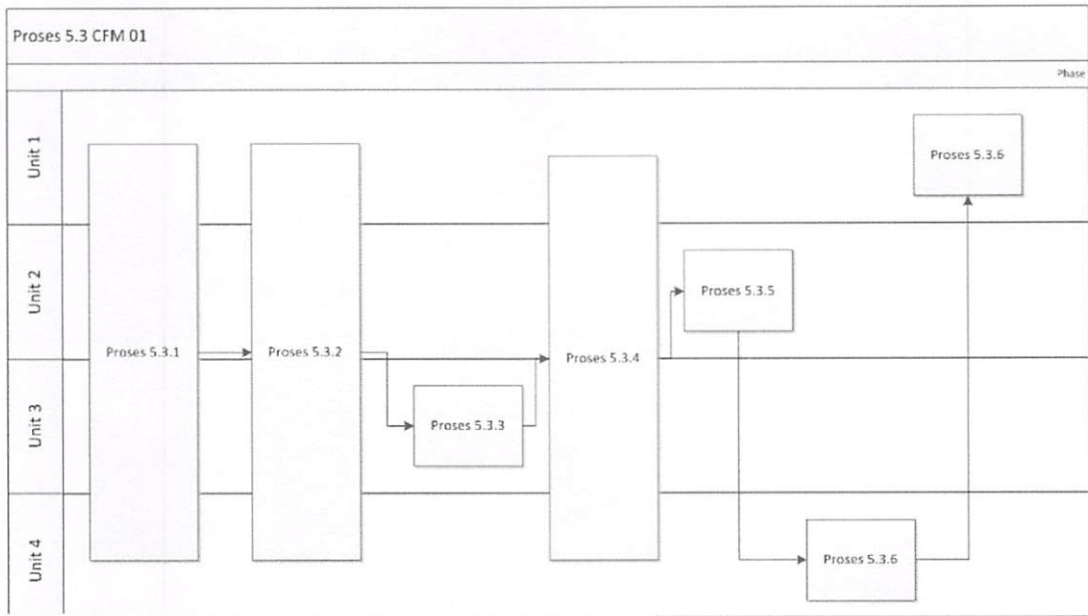 Proses 5.3 CFM 01
Phase
Unit 1
Proses 5.3.6
Unit 2
Proses 5.3.5
Proses 5.3.1
Proses 5.3.2
Proses 5.3.4
Unit 3
Proses 5.3.3
Unit 4
Proses 5.3.6